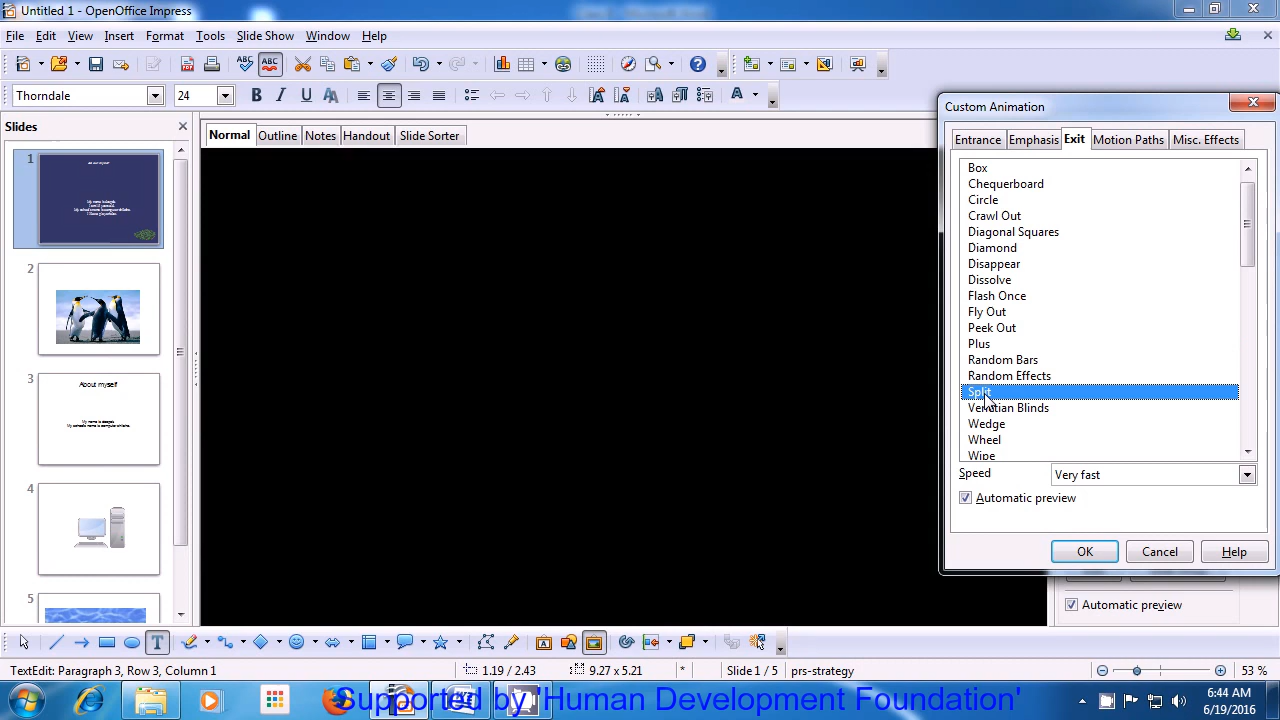 Untitled 1 - OpenOffice Impress
File Edit View Insert Format Tools Slide Show Window Help
Thorndale 24
Slides
Normal Outline Notes Handout Slide Sorter
1
2
3
About myself
4
5
Custom Animation
Entrance Emphasis Exit Motion Paths Misc. Effects
Box
Chequerboard
Circle
Crawl Out
Diagonal Squares
Diamond
Disappear
Dissolve
Flash Once
Fly Out
Peek Out
Plus
Random Bars
Random Effects
Split
Venetian Blinds
Wedge
Wheel
Wipe
Speed Very fast
Automatic preview
OK Cancel Help
Automatic preview
TextEdit: Paragraph 3, Row 3, Column 1 1.19 / 2.43 9.27 x 5.21 * Slide 1 / 5 prs-strategy 53 %
Supported by 'Human Development Foundation'
6:44 AM
6/19/2016